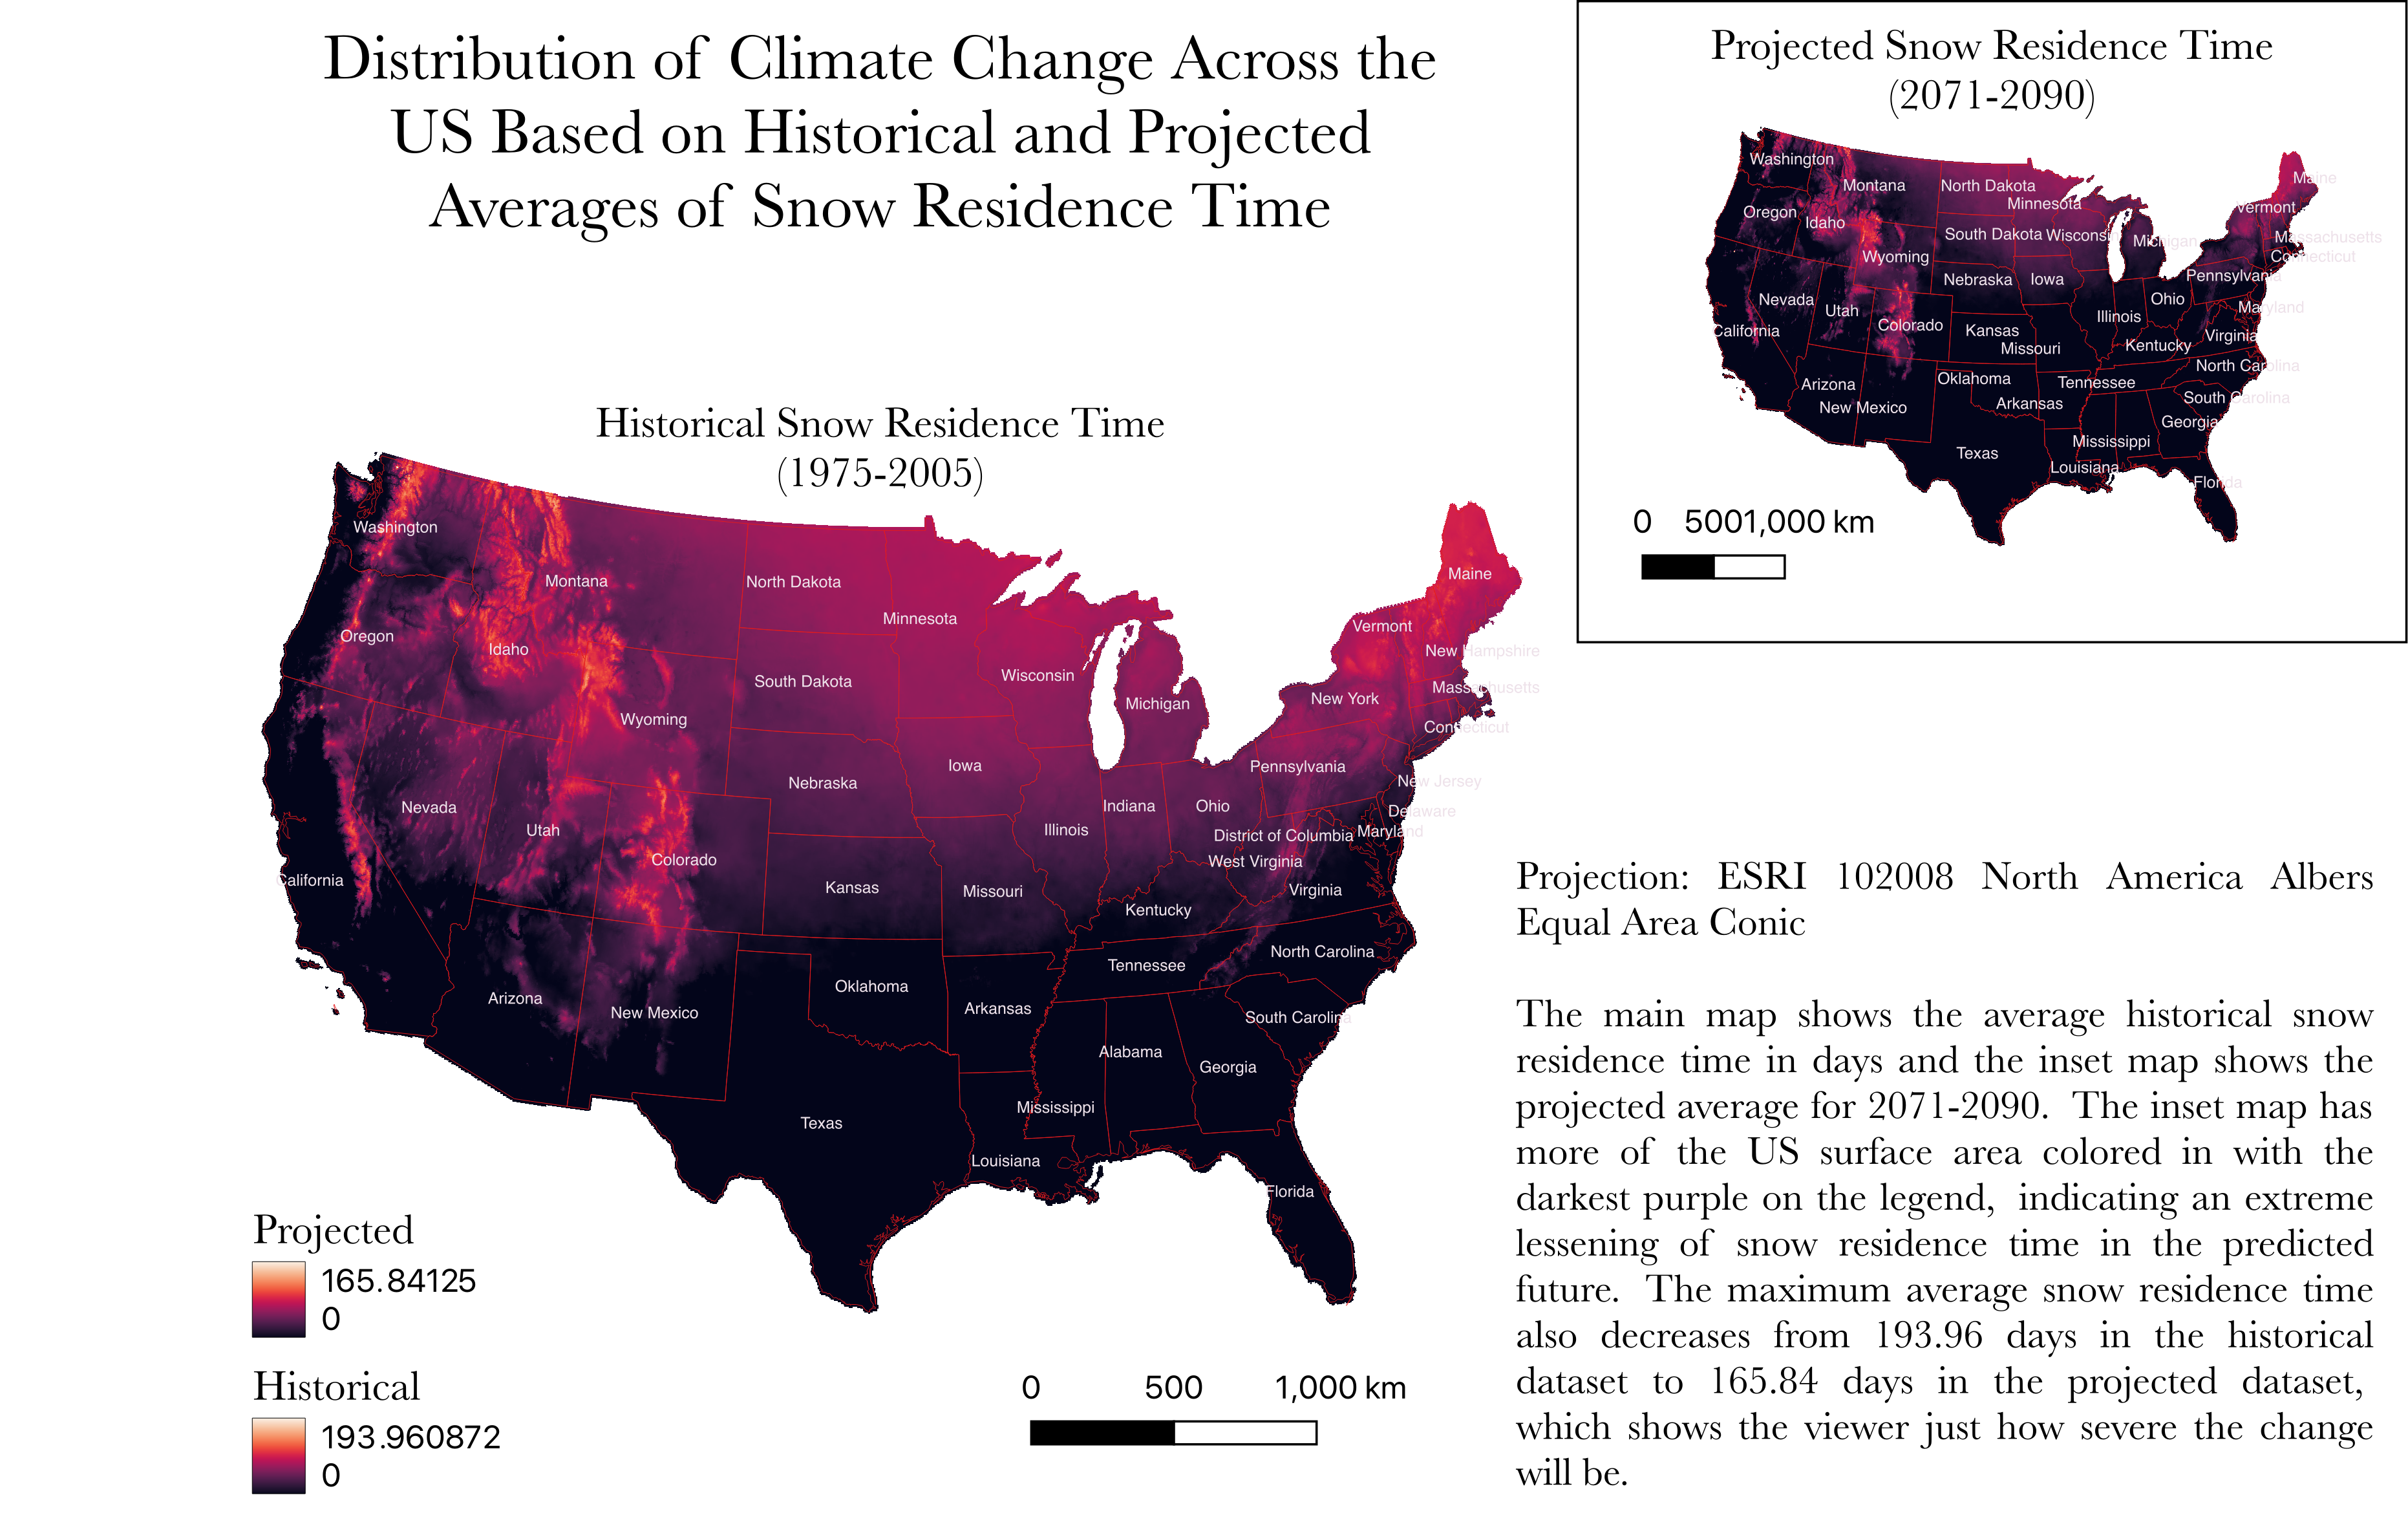 Distribution of Climate Change Across the
US Based on Historical and Projected
Averages of Snow Residence Time
Projected Snow Residence Time
(2071-2090)
Washington
Montana
North Dakota
Minnesota
Maine
Vermont
Oregon
Idaho
South Dakota
Wisconsin
Michigan
Massachusetts
Connecticut
Wyoming
Nebraska
Iowa
Pennsylvania
Nevada
Utah
Ohio
Maryland
Illinois
California
Colorado
Kansas
Missouri
Kentucky
Virginia
North Carolina
Arizona
Oklahoma
Tennessee
New Mexico
Arkansas
South Carolina
Georgia
Mississippi
Texas
Louisiana
Florida
0 500 1,000 km
Historical Snow Residence Time
(1975-2005)
Washington
Montana
North Dakota
Minnesota
Maine
Oregon
Idaho
Vermont
New Hampshire
South Dakota
Wisconsin
Michigan
Massachusetts
New York
Wyoming
Connecticut
Nebraska
Iowa
Pennsylvania
New Jersey
Nevada
Utah
Indiana
Ohio
Delaware
Illinois
District of Columbia
Maryland
Colorado
West Virginia
California
Kansas
Missouri
Virginia
Kentucky
North Carolina
Tennessee
Arizona
New Mexico
Oklahoma
Arkansas
South Carolina
Alabama
Georgia
Mississippi
Texas
Louisiana
Florida
Projected
165.84125
0
Historical
193.960872
0
0 500 1,000 km
Projection: ESRI 102008 North America Albers
Equal Area Conic
The main map shows the average historical snow
residence time in days and the inset map shows the
projected average for 2071-2090. The inset map has
more of the US surface area colored in with the
darkest purple on the legend, indicating an extreme
lessening of snow residence time in the predicted
future. The maximum average snow residence time
also decreases from 193.96 days in the historical
dataset to 165.84 days in the projected dataset,
which shows the viewer just how severe the change
will be.